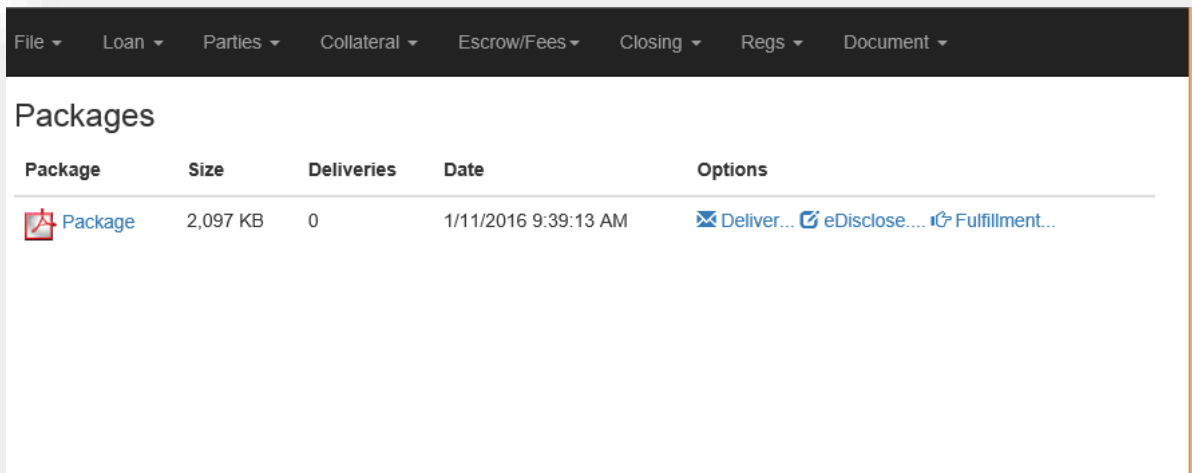 File Loan Parties Collateral Escrow/Fees Closing Regs Document
Packages
Package Size Deliveries Date Options
Package 2,097 KB 0 1/11/2016 9:39:13 AM Deliver... eDisclose.... Fulfillment...